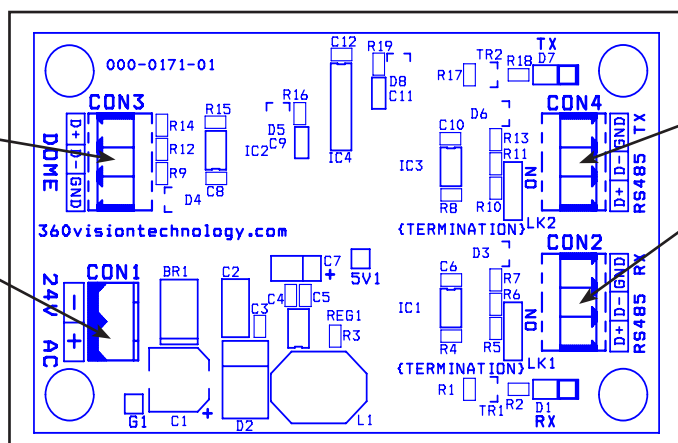 000-0171-01
C12
R19
D8
C11
IC4
TR2
R17
R18
TX
D7
CON3
D+
D-
GND
DOME
R14
R12
R9
R15
C8
D4
IC2
D5
R16
C9
C10
IC3
R8
D6
R13
R11
R10
NO
LK2
CON4
GND
D-
D+
TX
RS485
360visiontechnology.com
(TERMINATION)
CON1
24V AC
-
+
BR1
C2
C7
+
5V1
C4
C5
C3
REG1
R3
C1
+
G1
D2
L1
C6
IC1
R4
D3
R7
R6
R5
NO
LK1
CON2
GND
D-
D+
RX
RS485
(TERMINATION)
R1
TR1
R2
D1
RX